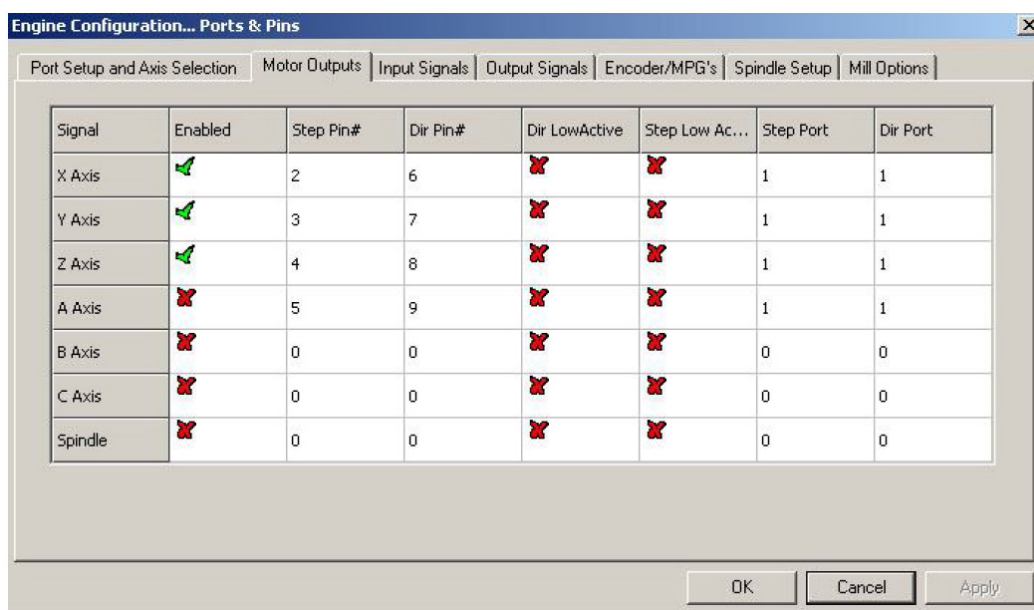 Engine Configuration... Ports & Pins
Port Setup and Axis Selection Motor Outputs Input Signals Output Signals Encoder/MPG's Spindle Setup Mill Options
Signal Enabled Step Pin# Dir Pin# Dir LowActive Step Low Ac... Step Port Dir Port
X Axis 2 6 1 1
Y Axis 3 7 1 1
Z Axis 4 8 1 1
A Axis 5 9 1 1
B Axis 0 0 0 0
C Axis 0 0 0 0
Spindle 0 0 0 0
OK Cancel Apply